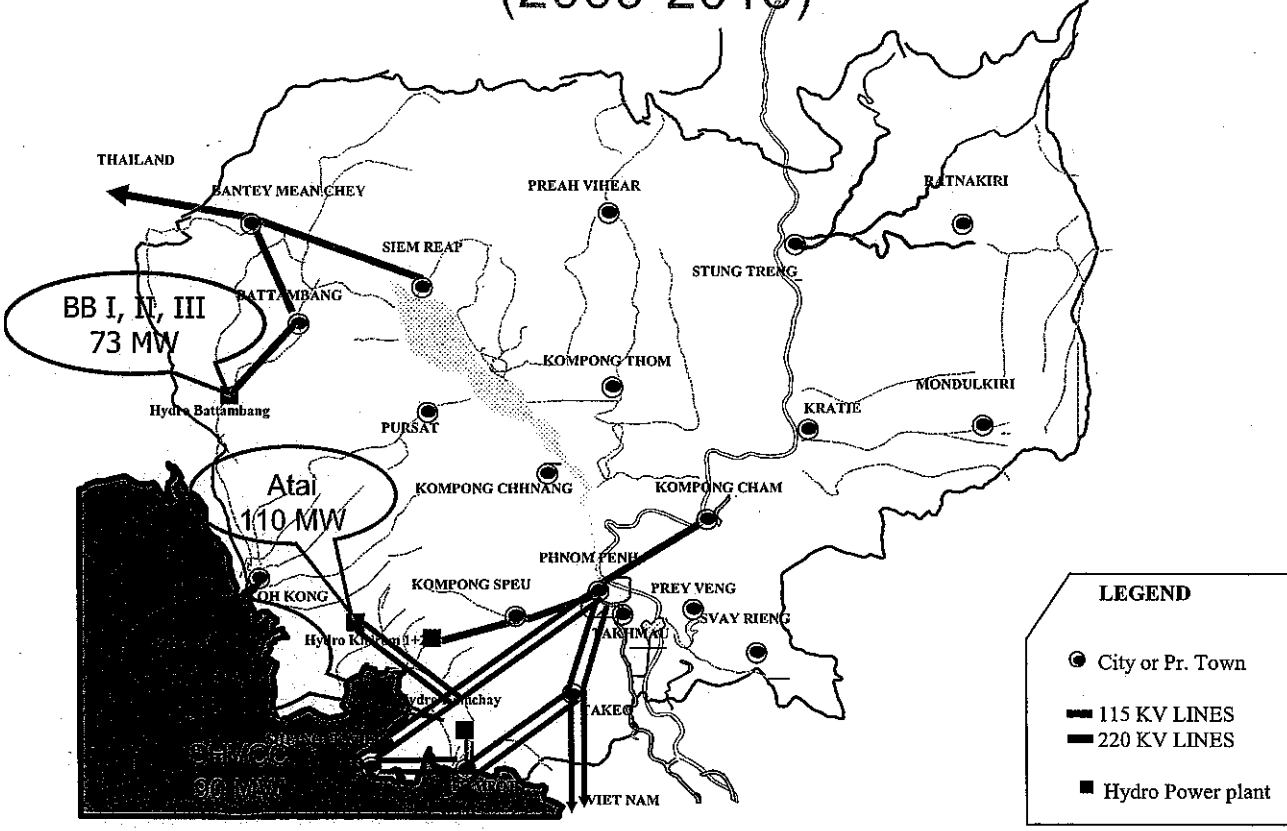 THAILAND
BANTEY MEAN CHEY
PREAH VIHEAR
RATNAKIRI
SIEM REAP
STUNG TRENG
BATTAMBANG
BB I, II, III
73 MW
KOMPONG THOM
MONDULKIRI
Hydro Battambang
KRATIE
PURSAT
Atai
110 MW
KOMPONG CHHNANG
KOMPONG CHAM
PHNOM PENH
KOMPONG SPEU
PREY VENG
OH KONG
SVAY RIENG
TAKHMAU
Hydro
TAKEO
VIET NAM
LEGEND
City or Pr. Town
115 KV LINES
220 KV LINES
Hydro Power plant